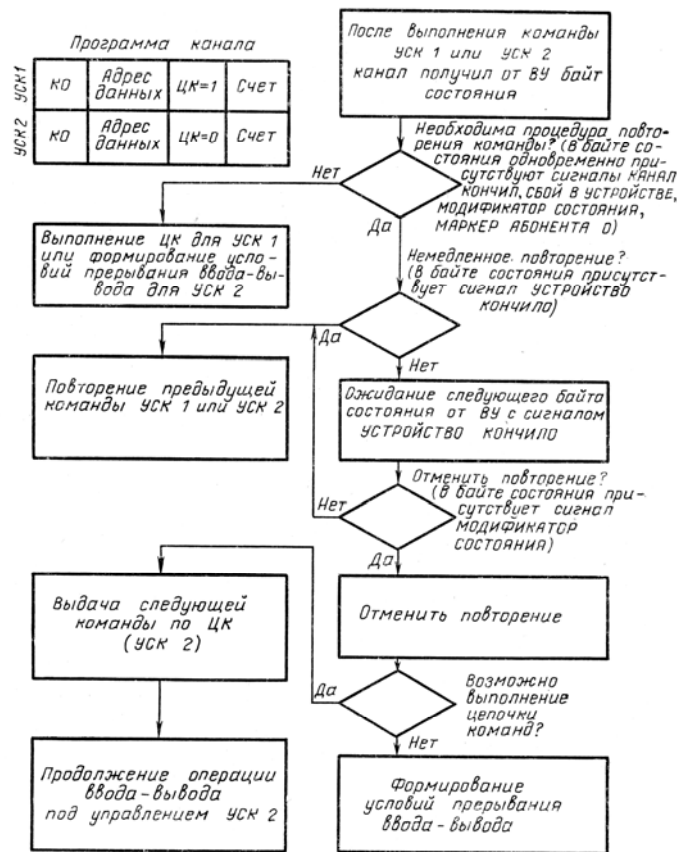 Программа канала
УСК1
КО
Адрес
данных
ЦК=1
Счет
УСК2
КО
Адрес
данных
ЦК=0
Счет
После выполнения команды
УСК 1 или УСК 2
канал получил от ВУ байт
состояния
Необходима процедура повто-
рения команды? (В байте со-
стояния одновременно при-
сутствуют сигналы КАНАЛ
КОНЧИЛ, СБОЙ В УСТРОЙСТВЕ,
МОДИФИКАТОР СОСТОЯНИЯ,
МАРКЕР АБОНЕНТА 0)
Нет
Да
Выполнение ЦК для УСК 1
или формирование усло-
вий прерывания ввода-вы-
вода для УСК 2
Немедленное повторение?
(В байте состояния присутст-
вует сигнал УСТРОЙСТВО
КОНЧИЛО)
Да
Нет
Повторение предыдущей
команды УСК 1 или УСК 2
Ожидание следующего байта
состояния от ВУ с сигналом
УСТРОЙСТВО КОНЧИЛО
Отменить повторение?
(В байте состояния при-
сутствует сигнал
МОДИФИКАТОР
СОСТОЯНИЯ)
Нет
Да
Выдача следующей
команды по ЦК
(УСК 2)
Отменить повторение
Возможно
выполнение
цепочки
команд?
Да
Нет
Продолжение операции
ввода-вывода
под управлением УСК 2
Формирование
условий прерывания
ввода-вывода